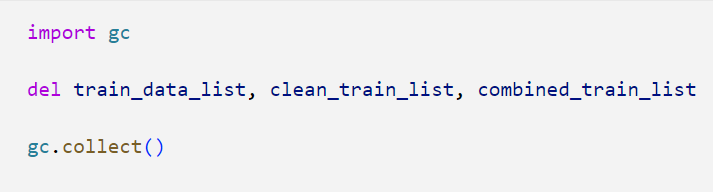 import gc
del train_data_list, clean_train_list, combined_train_list
gc.collect()